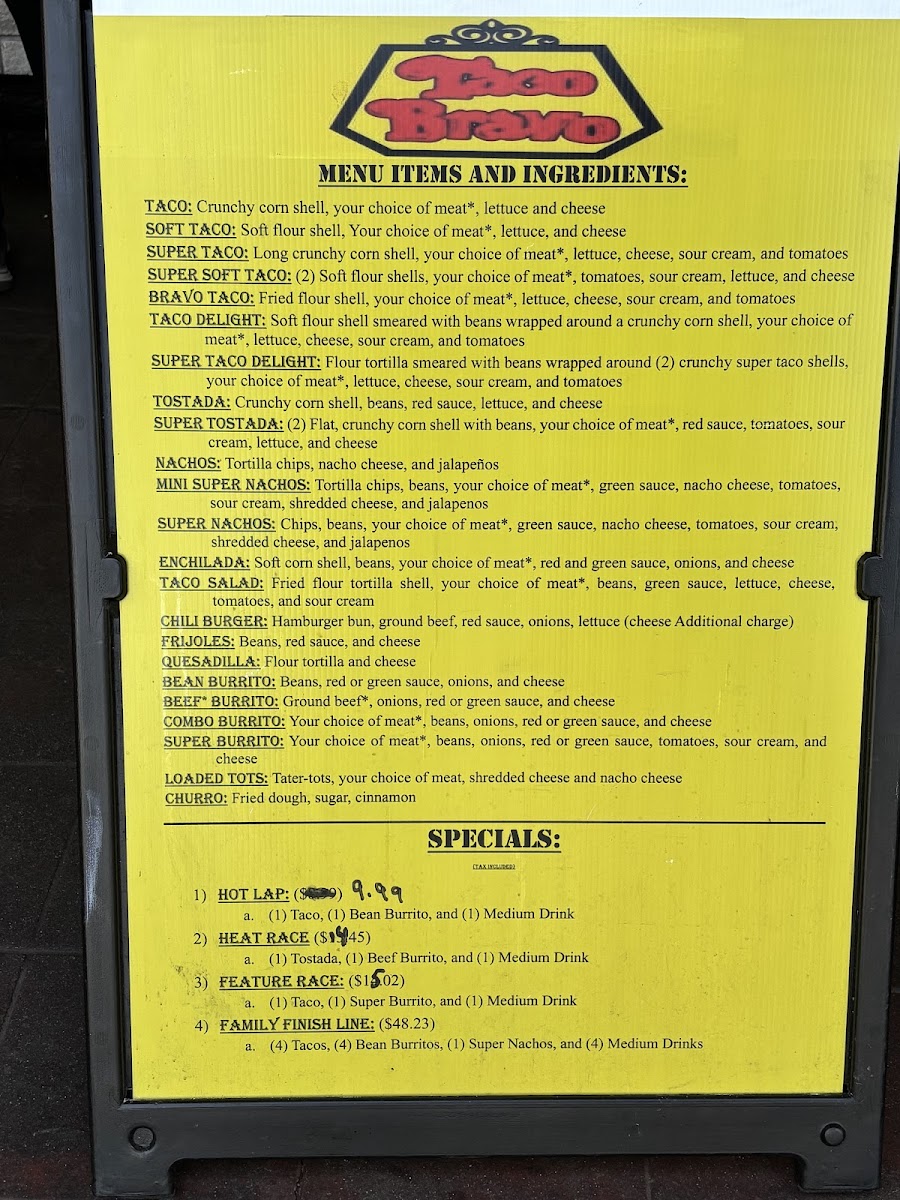 Taco
Bravo
MENU ITEMS AND INGREDIENTS:
TACO: Crunchy corn shell, your choice of meat*, lettuce and cheese
SOFT TACO: Soft flour shell, Your choice of meat*, lettuce, and cheese
SUPER TACO: Long crunchy corn shell, your choice of meat*, lettuce, cheese, sour cream, and tomatoes
SUPER SOFT TACO: (2) Soft flour shells, your choice of meat*, tomatoes, sour cream, lettuce, and cheese
BRAVO TACO: Fried flour shell, your choice of meat*, lettuce, cheese, sour cream, and tomatoes
TACO DELIGHT: Soft flour shell smeared with beans wrapped around a crunchy corn shell, your choice of
meat*, lettuce, cheese, sour cream, and tomatoes
SUPER TACO DELIGHT: Flour tortilla smeared with beans wrapped around (2) crunchy super taco shells,
your choice of meat*, lettuce, cheese, sour cream, and tomatoes
TOSTADA: Crunchy corn shell, beans, red sauce, lettuce, and cheese
SUPER TOSTADA: (2) Flat, crunchy corn shell with beans, your choice of meat*, red sauce, tomatoes, sour
cream, lettuce, and cheese
NACHOS: Tortilla chips, nacho cheese, and jalapeños
MINI SUPER NACHOS: Tortilla chips, beans, your choice of meat*, green sauce, nacho cheese, tomatoes,
sour cream, shredded cheese, and jalapenos
SUPER NACHOS: Chips, beans, your choice of meat*, green sauce, nacho cheese, tomatoes, sour cream,
shredded cheese, and jalapenos
ENCHILADA: Soft corn shell, beans, your choice of meat*, red and green sauce, onions, and cheese
TACO SALAD: Fried flour tortilla shell, your choice of meat*, beans, green sauce, lettuce, cheese,
tomatoes, and sour cream
CHILI BURGER: Hamburger bun, ground beef, red sauce, onions, lettuce (cheese Additional charge)
FRIJOLES: Beans, red sauce, and cheese
QUESADILLA: Flour tortilla and cheese
BEAN BURRITO: Beans, red or green sauce, onions, and cheese
BEEF* BURRITO: Ground beef*, onions, red or green sauce, and cheese
COMBO BURRITO: Your choice of meat*, beans, onions, red or green sauce, and cheese
SUPER BURRITO: Your choice of meat*, beans, onions, red or green sauce, tomatoes, sour cream, and
cheese
LOADED TOTS: Tater-tots, your choice of meat, shredded cheese and nacho cheese
CHURRO: Fried dough, sugar, cinnamon
SPECIALS:
(TAX INCLUDED)
1) HOT LAP: ($ ) 9.99
a. (1) Taco, (1) Bean Burrito, and (1) Medium Drink
2) HEAT RACE ($14.45)
a. (1) Tostada, (1) Beef Burrito, and (1) Medium Drink
3) FEATURE RACE: ($15.02)
a. (1) Taco, (1) Super Burrito, and (1) Medium Drink
4) FAMILY FINISH LINE: ($48.23)
a. (4) Tacos, (4) Bean Burritos, (1) Super Nachos, and (4) Medium Drinks